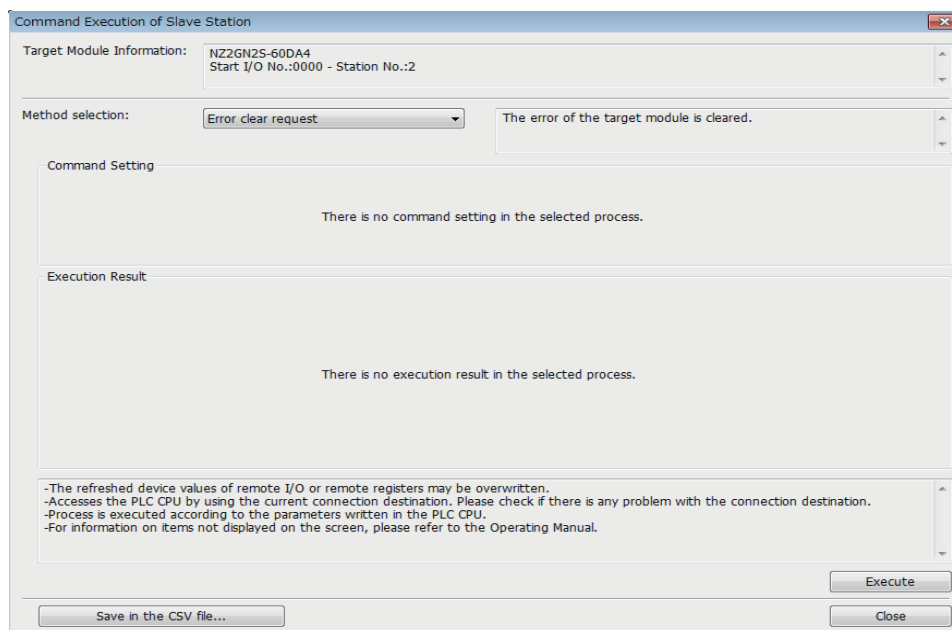 Command Execution of Slave Station
Target Module Information:
NZ2GN2S-60DA4
Start I/O No.:0000 - Station No.:2
Method selection:
Error clear request
The error of the target module is cleared.
Command Setting
There is no command setting in the selected process.
Execution Result
There is no execution result in the selected process.
-The refreshed device values of remote I/O or remote registers may be overwritten.
-Accesses the PLC CPU by using the current connection destination. Please check if there is any problem with the connection destination.
-Process is executed according to the parameters written in the PLC CPU.
-For information on items not displayed on the screen, please refer to the Operating Manual.
Execute
Save in the CSV file...
Close